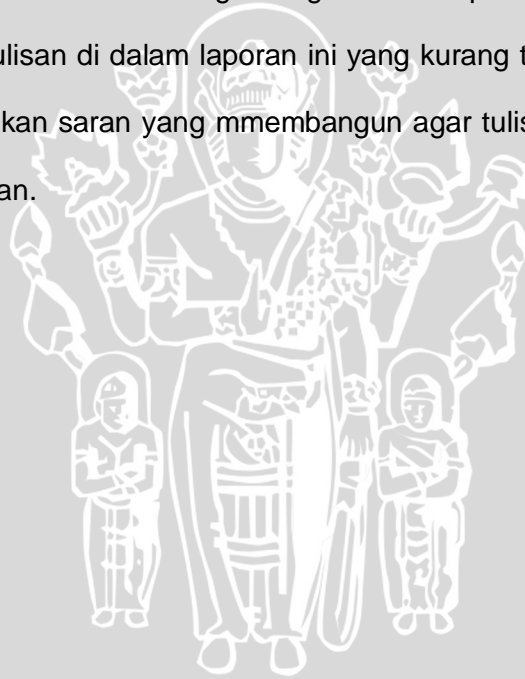 ulisan di dalam laporan ini yang kurang t
kan saran yang mmembangun agar tulis
an.